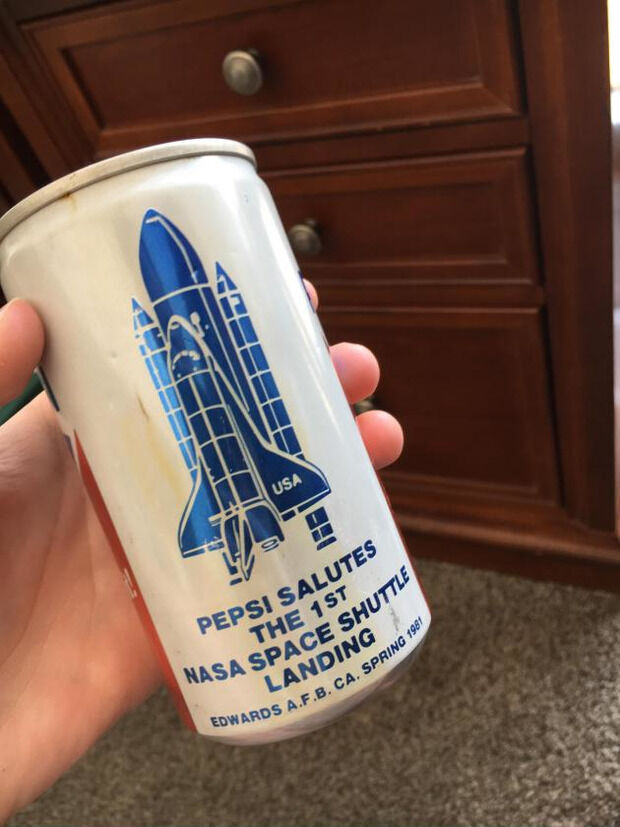 USA
PEPSI SALUTES
THE 1ST
NASA SPACE SHUTTLE
LANDING
EDWARDS A.F.B. CA. SPRING 1981